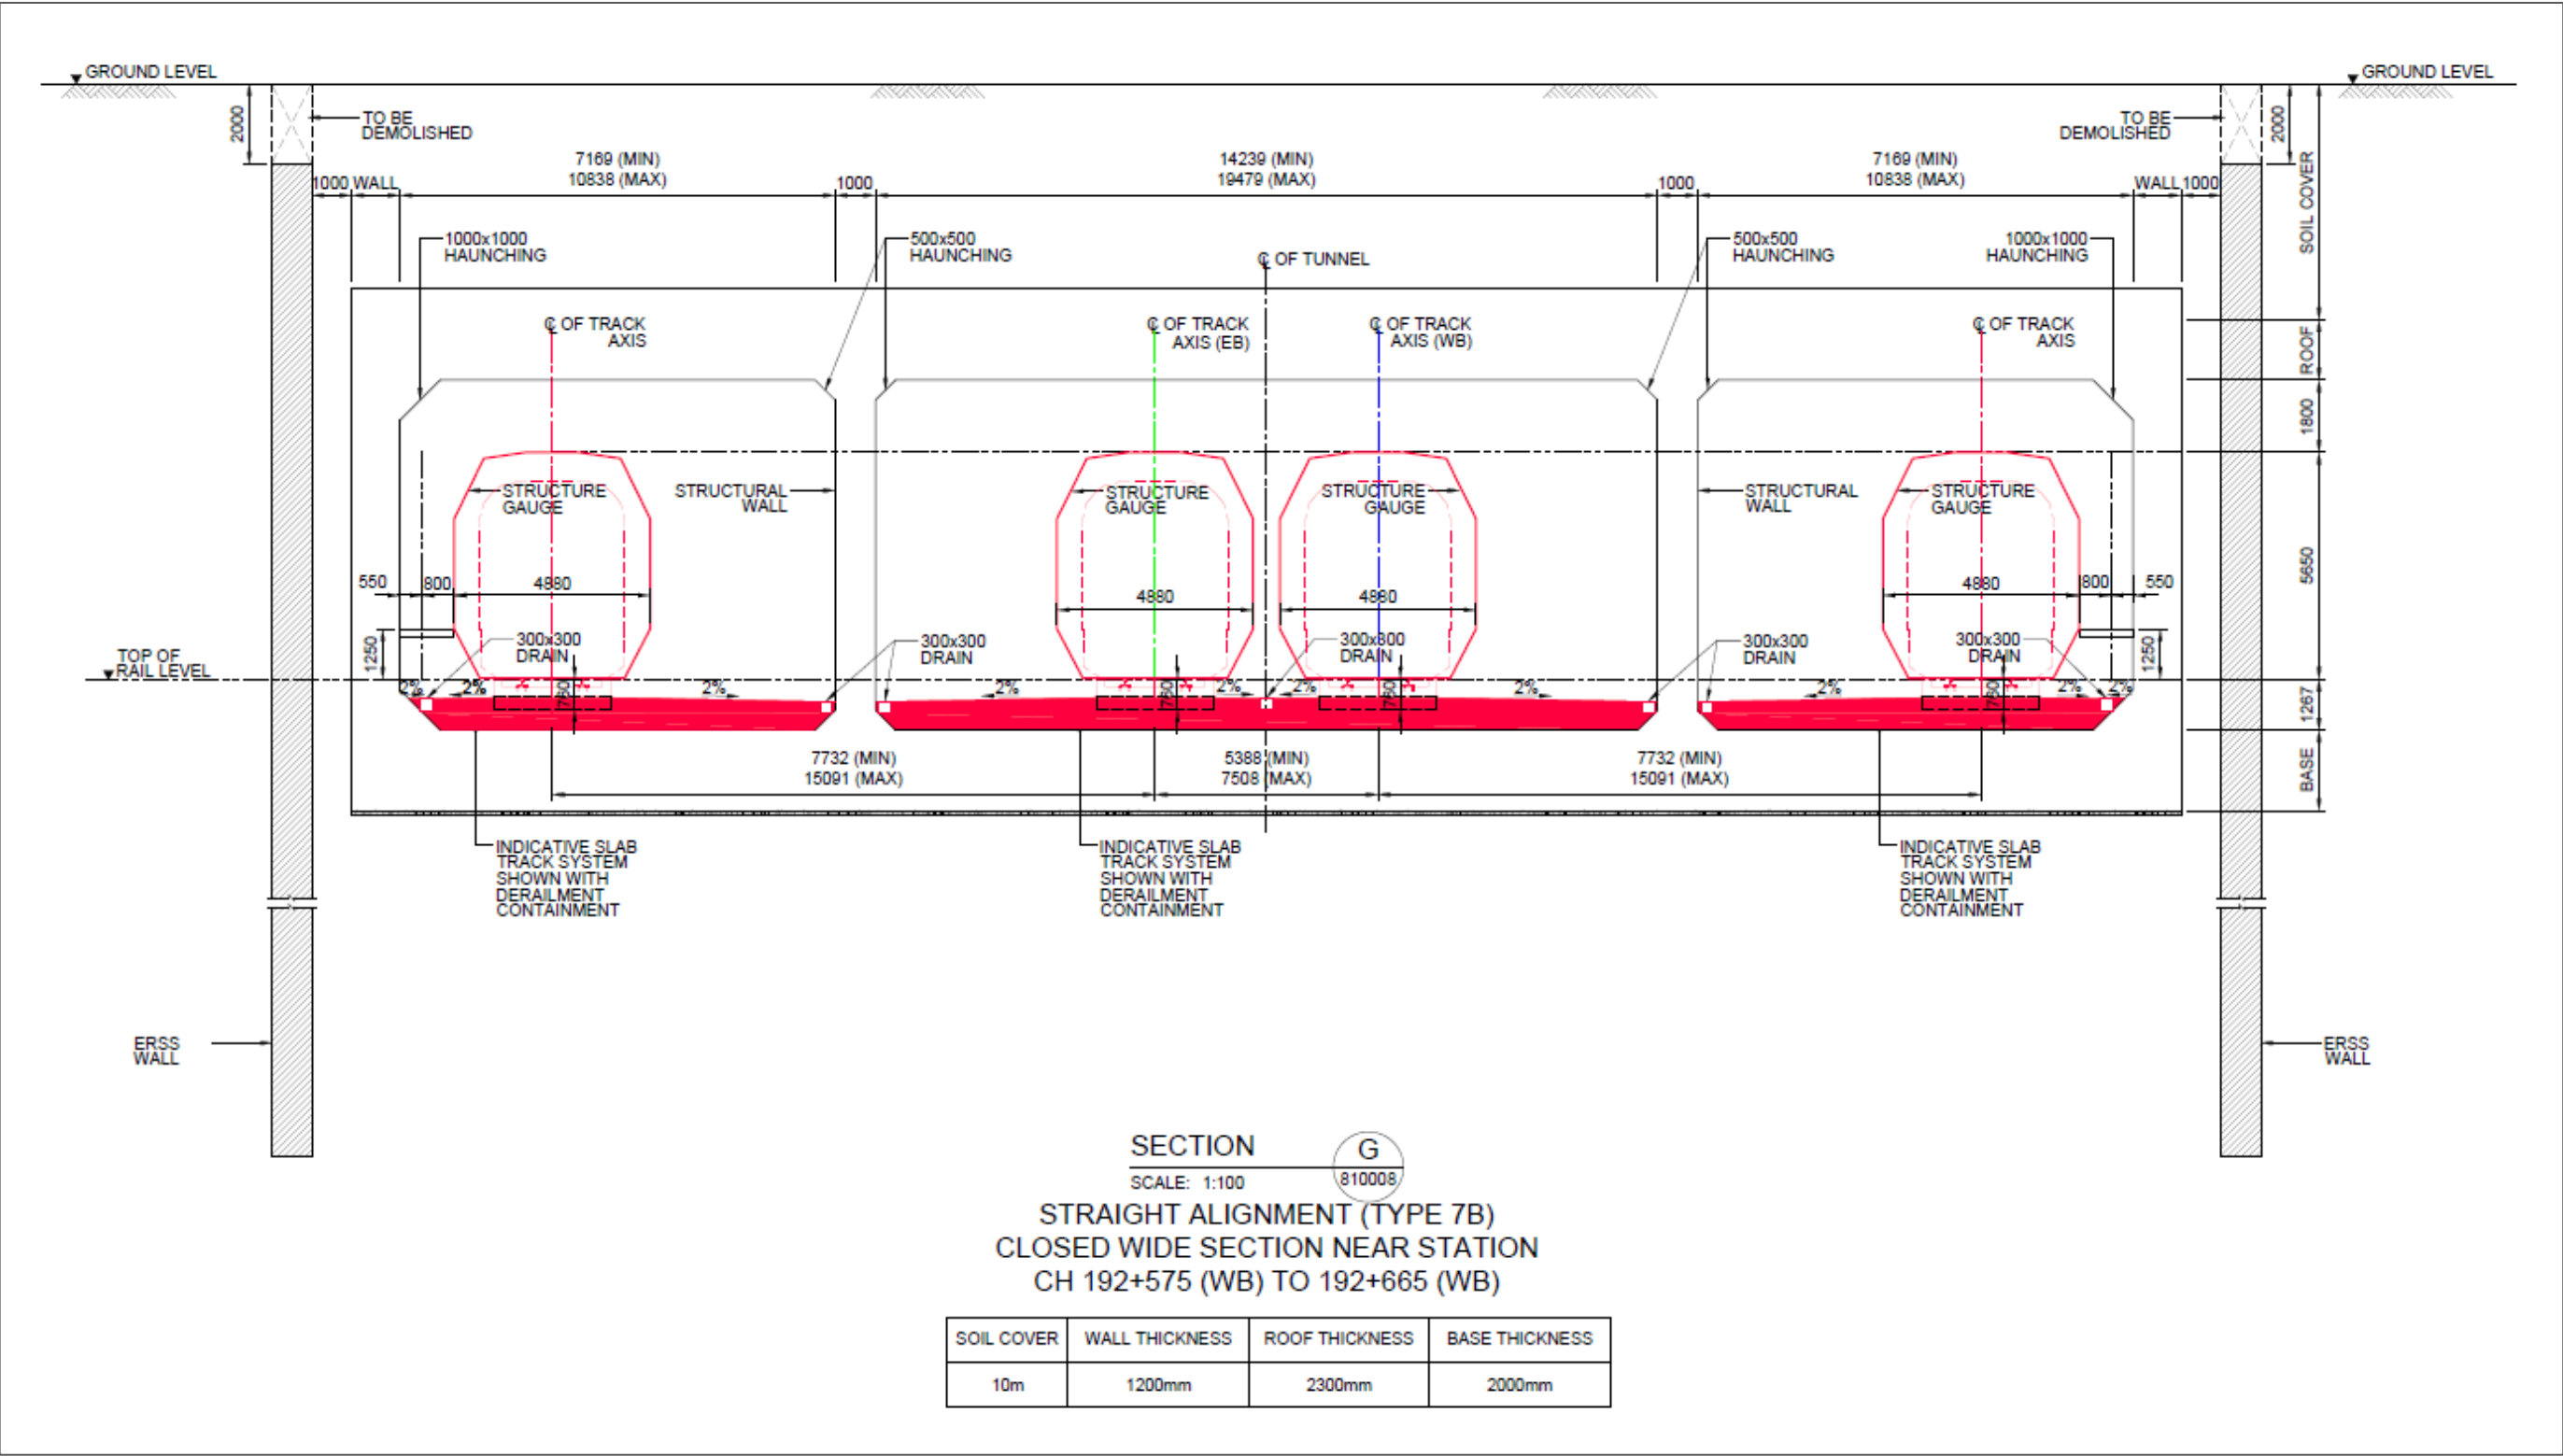 GROUND LEVEL
GROUND LEVEL
2000
TO BE
DEMOLISHED
TO BE
DEMOLISHED
2000
7169 (MIN)
10838 (MAX)
14239 (MIN)
19479 (MAX)
7169 (MIN)
10838 (MAX)
1000 WALL
1000
1000
WALL 1000
SOIL COVER
1000x1000
HAUNCHING
500x500
HAUNCHING
℄ OF TUNNEL
500x500
HAUNCHING
1000x1000
HAUNCHING
℄ OF TRACK
AXIS
℄ OF TRACK
AXIS (EB)
℄ OF TRACK
AXIS (WB)
℄ OF TRACK
AXIS
ROOF
1800
STRUCTURE
GAUGE
STRUCTURAL
WALL
STRUCTURE
GAUGE
STRUCTURE
GAUGE
STRUCTURAL
WALL
STRUCTURE
GAUGE
5650
550
800
4880
4880
4880
4880
800
550
1250
300x300
DRAIN
300x300
DRAIN
300x300
DRAIN
300x300
DRAIN
300x300
DRAIN
1250
TOP OF
RAIL LEVEL
2%
2%
760
2%
2%
760
2%
2%
760
2%
2%
760
2%
2%
1267
7732 (MIN)
15091 (MAX)
5388 (MIN)
7508 (MAX)
7732 (MIN)
15091 (MAX)
BASE
INDICATIVE SLAB
TRACK SYSTEM
SHOWN WITH
DERAILMENT
CONTAINMENT
INDICATIVE SLAB
TRACK SYSTEM
SHOWN WITH
DERAILMENT
CONTAINMENT
INDICATIVE SLAB
TRACK SYSTEM
SHOWN WITH
DERAILMENT
CONTAINMENT
ERSS
WALL
ERSS
WALL
SECTION
G
SCALE: 1:100
810008
STRAIGHT ALIGNMENT (TYPE 7B)
CLOSED WIDE SECTION NEAR STATION
CH 192+575 (WB) TO 192+665 (WB)
SOIL COVER WALL THICKNESS ROOF THICKNESS BASE THICKNESS
10m 1200mm 2300mm 2000mm